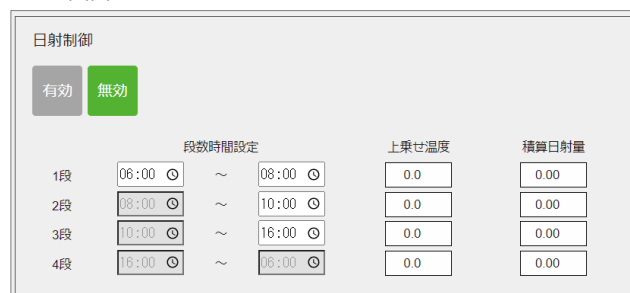 日射制御
有効 無効
段数時間設定 上乗せ温度 積算日射量
1段 06:00 ～ 08:00 0.0 0.00
2段 08:00 ～ 10:00 0.0 0.00
3段 10:00 ～ 16:00 0.0 0.00
4段 16:00 ～ 06:00 0.0 0.00